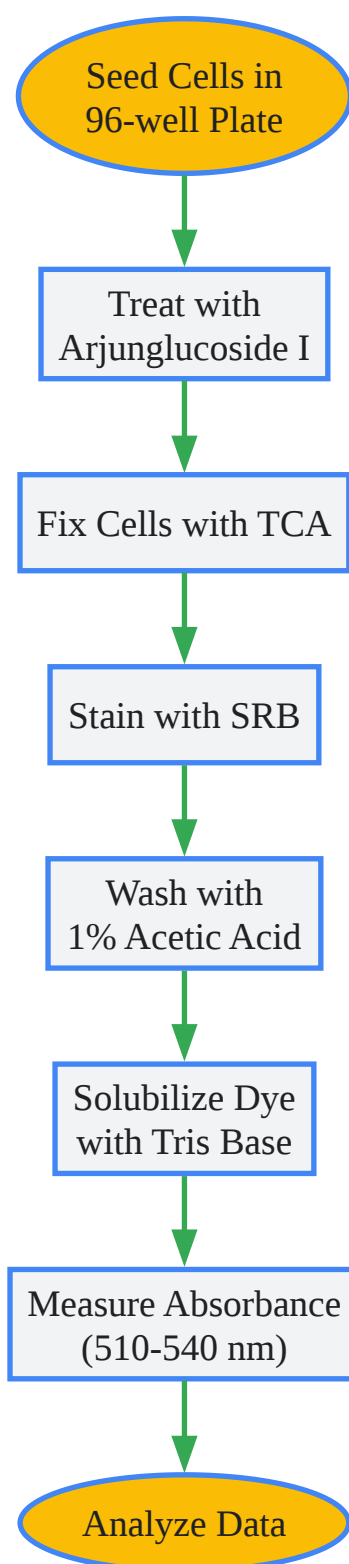 Seed Cells in
96-well Plate
Treat with
Arjunglucoside I
Fix Cells with TCA
Stain with SRB
Wash with
1% Acetic Acid
Solubilize Dye
with Tris Base
Measure Absorbance
(510-540 nm)
Analyze Data